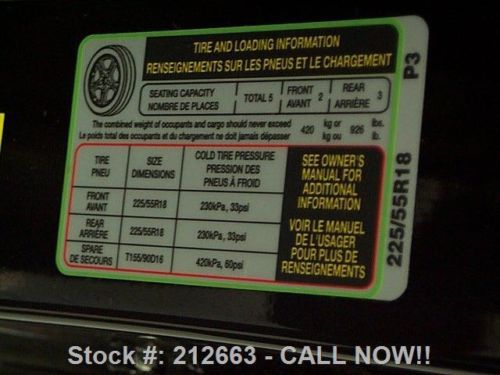 TIRE AND LOADING INFORMATION
RENSEIGNEMENTS SUR LES PNEUS ET LE CHARGEMENT
SEATING CAPACITY
NOMBRE DE PLACES
TOTAL 5
FRONT
AVANT 2
REAR
ARRIÈRE 3
The combined weight of occupants and cargo should never exceed 420 kg or 926 lbs.
Le poids total des occupants et du chargement ne doit jamais dépasser kg ou lb.
TIRE
PNEU
SIZE
DIMENSIONS
COLD TIRE PRESSURE
PRESSION DES
PNEUS À FROID
FRONT
AVANT
225/55R18
230kPa, 33psi
REAR
ARRIÈRE
225/55R18
230kPa, 33psi
SPARE
DE SECOURS
T155/90D16
420kPa, 60psi
SEE OWNER'S
MANUAL FOR
ADDITIONAL
INFORMATION
VOIR LE MANUEL
DE L'USAGER
POUR PLUS DE
RENSEIGNEMENTS
225/55R18 P3
Stock #: 212663 - CALL NOW!!